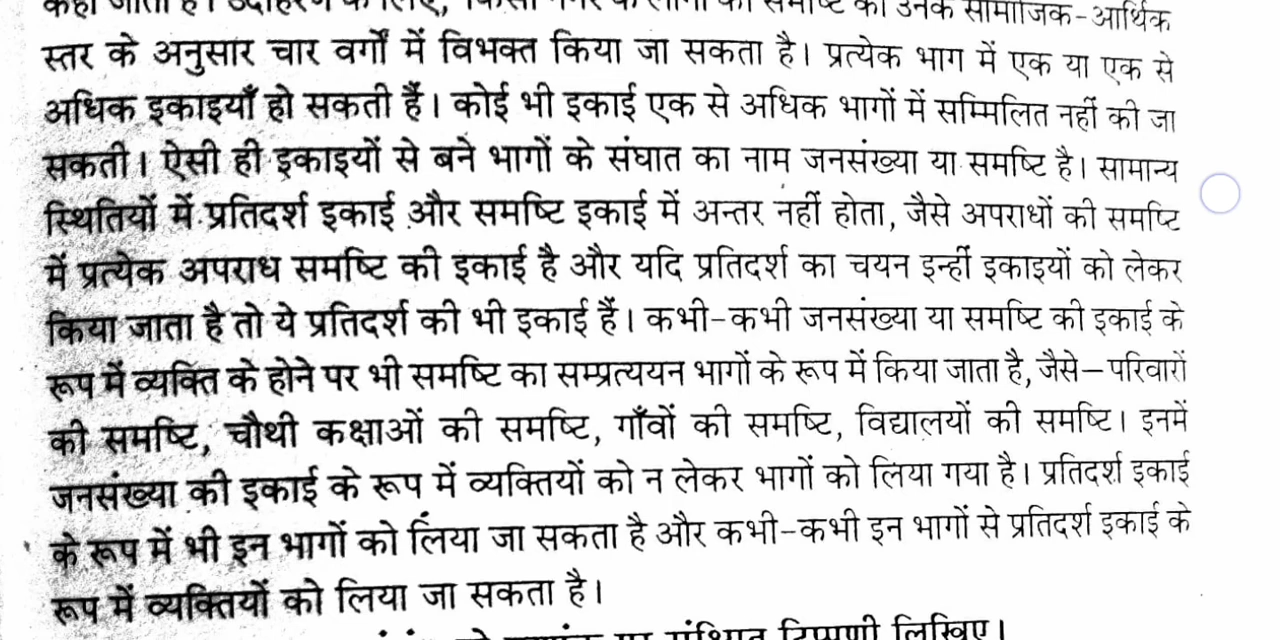 कहा जाता है। उदाहरण के लिए, किसी नगर के लोगों की समष्टि को उनके सामाजिक-आर्थिक
स्तर के अनुसार चार वर्गों में विभक्त किया जा सकता है। प्रत्येक भाग में एक या एक से
अधिक इकाइयाँ हो सकती हैं। कोई भी इकाई एक से अधिक भागों में सम्मिलित नहीं की जा
सकती। ऐसी ही इकाइयों से बने भागों के संघात का नाम जनसंख्या या समष्टि है। सामान्य
स्थितियों में प्रतिदर्श इकाई और समष्टि इकाई में अन्तर नहीं होता, जैसे अपराधों की समष्टि
में प्रत्येक अपराध समष्टि की इकाई है और यदि प्रतिदर्श का चयन इन्हीं इकाइयों को लेकर
किया जाता है तो ये प्रतिदर्श की भी इकाई हैं। कभी-कभी जनसंख्या या समष्टि की इकाई के
रूप में व्यक्ति के होने पर भी समष्टि का सम्प्रत्ययन भागों के रूप में किया जाता है, जैसे—परिवारों
की समष्टि, चौथी कक्षाओं की समष्टि, गाँवों की समष्टि, विद्यालयों की समष्टि। इनमें
जनसंख्या की इकाई के रूप में व्यक्तियों को न लेकर भागों को लिया गया है। प्रतिदर्श इकाई
के रूप में भी इन भागों को लिया जा सकता है और कभी-कभी इन भागों से प्रतिदर्श इकाई के
रूप में व्यक्तियों को लिया जा सकता है।
पर संक्षिप्त टिप्पणी लिखिए।